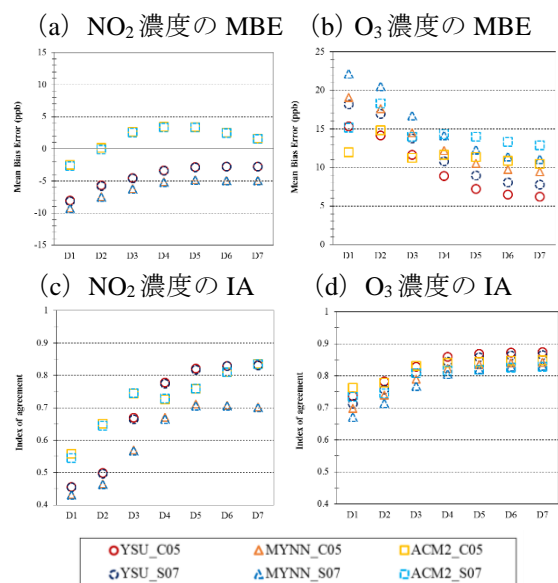 (a) NO₂ 濃度の MBE
(b) O₃ 濃度の MBE
Mean Bias Error (ppb)
15
10
5
0
-5
-10
-15
D1 D2 D3 D4 D5 D6 D7
Mean Bias Error (ppb)
25
20
15
10
5
0
D1 D2 D3 D4 D5 D6 D7
(c) NO₂ 濃度の IA
(d) O₃ 濃度の IA
Index of agreement
1
0.9
0.8
0.7
0.6
0.5
0.4
D1 D2 D3 D4 D5 D6 D7
Index of agreement
1
0.9
0.8
0.7
0.6
0.5
0.4
D1 D2 D3 D4 D5 D6 D7
YSU_C05 MYNN_C05 ACM2_C05
YSU_S07 MYNN_S07 ACM2_S07